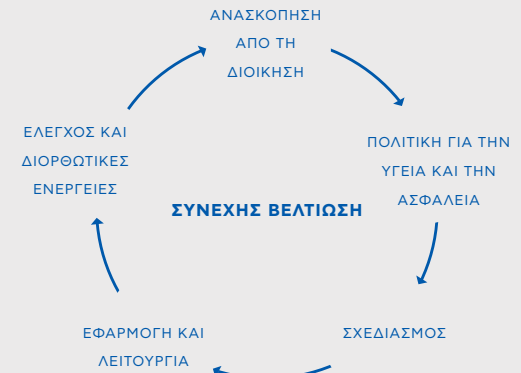 ΑΝΑΣΚΟΠΗΣΗ
ΑΠΟ ΤΗ
ΔΙΟΙΚΗΣΗ
ΠΟΛΙΤΙΚΗ ΓΙΑ ΤΗΝ
ΥΓΕΙΑ ΚΑΙ ΤΗΝ
ΑΣΦΑΛΕΙΑ
ΣΧΕΔΙΑΣΜΟΣ
ΕΦΑΡΜΟΓΗ ΚΑΙ
ΛΕΙΤΟΥΡΓΙΑ
ΕΛΕΓΧΟΣ ΚΑΙ
ΔΙΟΡΘΩΤΙΚΕΣ
ΕΝΕΡΓΕΙΕΣ
ΣΥΝΕΧΗΣ ΒΕΛΤΙΩΣΗ